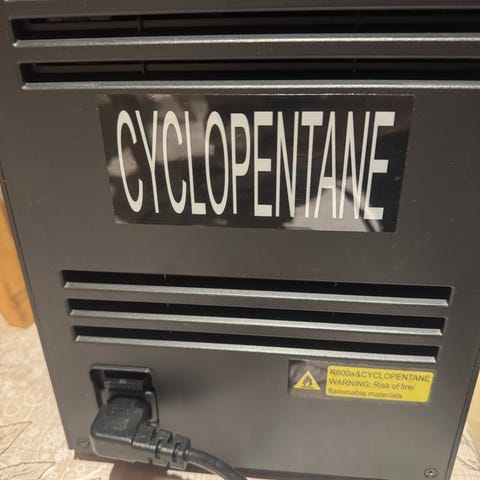 CYCLOPENTANE
R600a&CYCLOPENTANE
WARNING: Risk of fire/
flammable materials